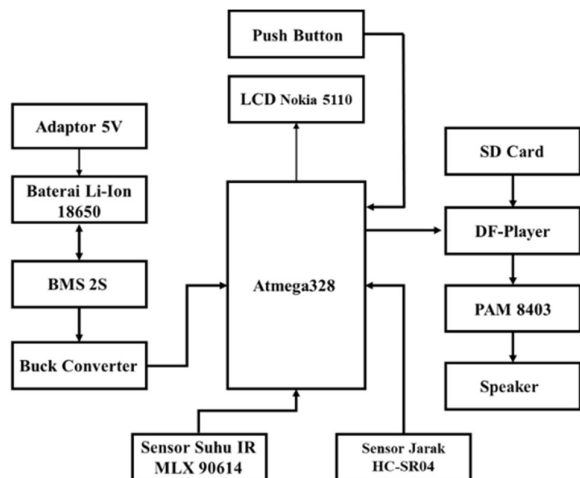 Push Button
LCD Nokia 5110
Adaptor 5V
Baterai Li-Ion
18650
BMS 2S
Buck Converter
Atmega328
SD Card
DF-Player
PAM 8403
Speaker
Sensor Suhu IR
MLX 90614
Sensor Jarak
HC-SR04